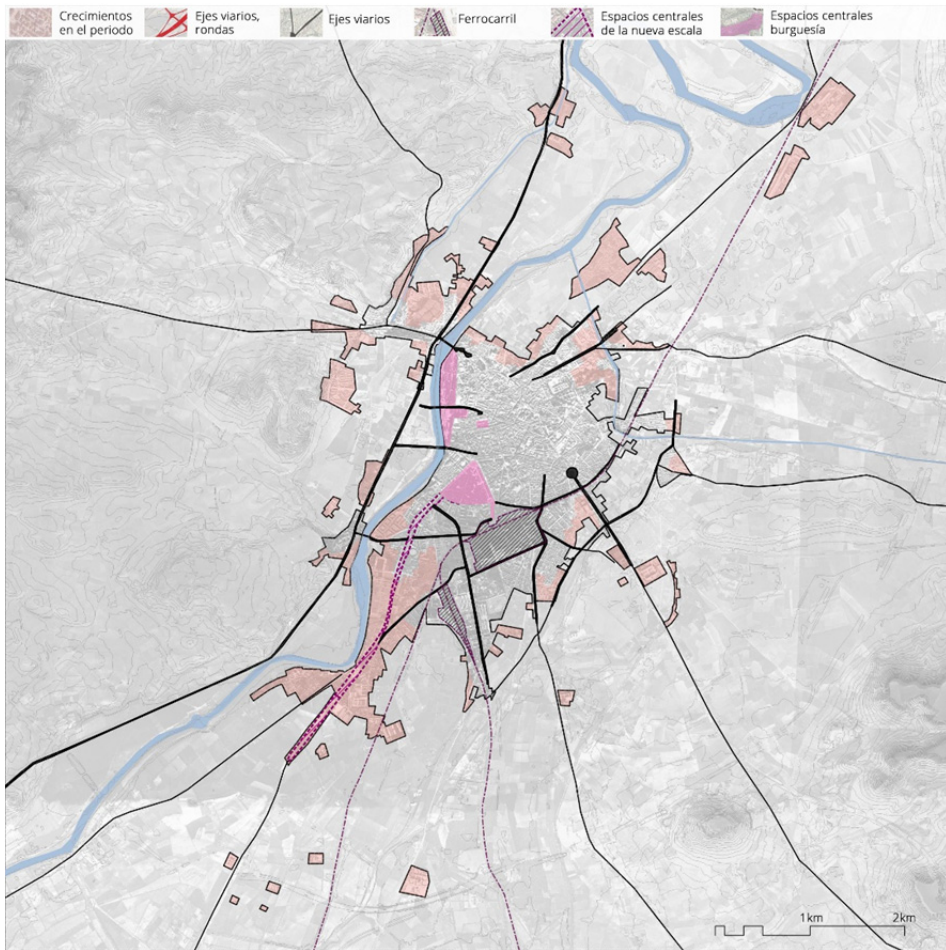 Crecimientos
en el periodo
Ejes viarios,
rondas
Ejes viarios
Ferrocarril
Espacios centrales
de la nueva escala
Espacios centrales
burguesía
1km
2km